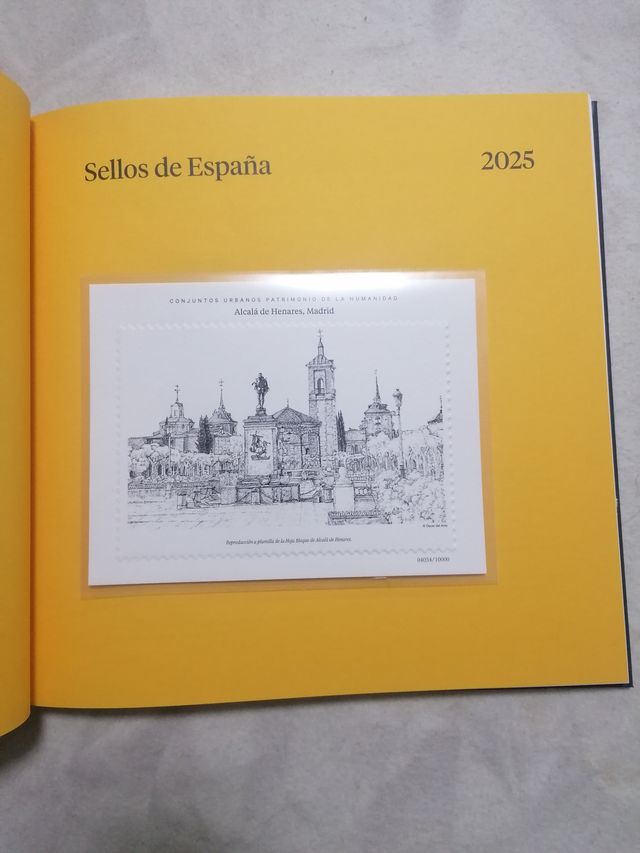 Sellos de España
2025
CONJUNTOS URBANOS PATRIMONIO DE LA HUMANIDAD
Alcalá de Henares, Madrid
Reproducción a plumilla de la Hoja Bloque de Alcalá de Henares.
04034/10000